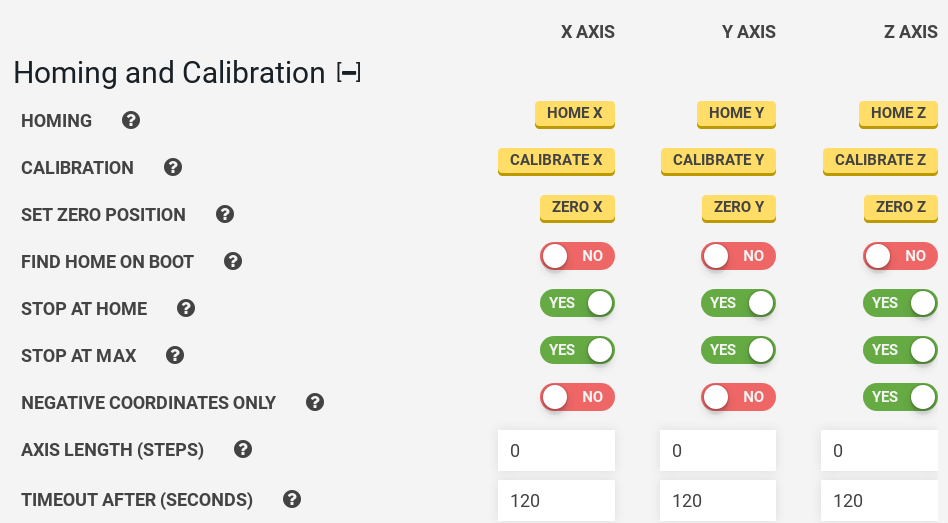 X AXIS Y AXIS Z AXIS
Homing and Calibration [−]
HOMING ? HOME X HOME Y HOME Z
CALIBRATION ? CALIBRATE X CALIBRATE Y CALIBRATE Z
SET ZERO POSITION ? ZERO X ZERO Y ZERO Z
FIND HOME ON BOOT ? NO NO NO
STOP AT HOME ? YES YES YES
STOP AT MAX ? YES YES YES
NEGATIVE COORDINATES ONLY ? NO NO YES
AXIS LENGTH (STEPS) ? 0 0 0
TIMEOUT AFTER (SECONDS) ? 120 120 120